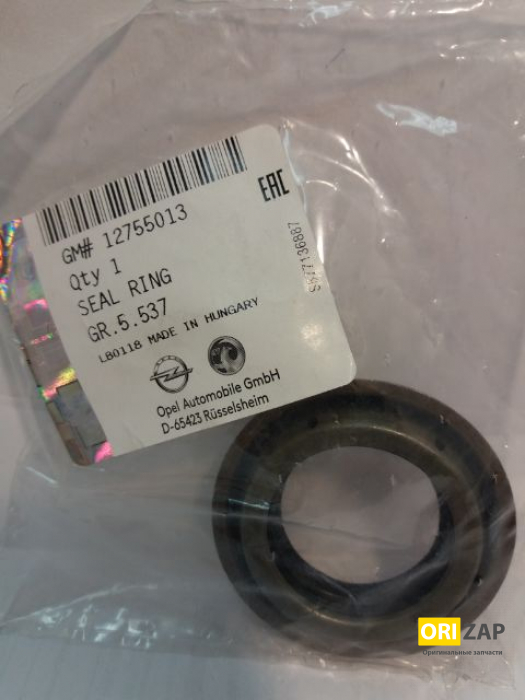 GM# 12755013
Qty 1
SEAL RING
GR.5.537
L80118 MADE IN HUNGARY
Opel Automobile GmbH
D-65423 Rüsselsheim
EAC
ORIZAP
Оригинальные запчасти